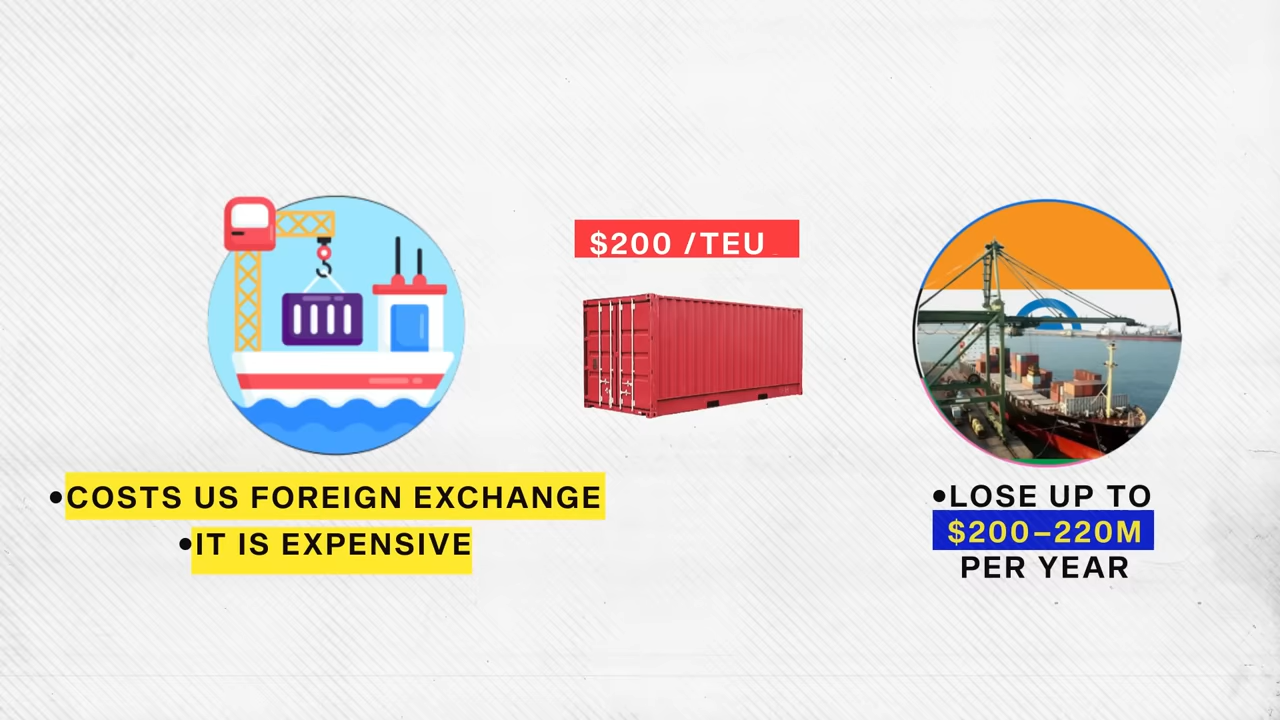 $200 /TEU
•COSTS US FOREIGN EXCHANGE
•IT IS EXPENSIVE
•LOSE UP TO
$200–220M
PER YEAR